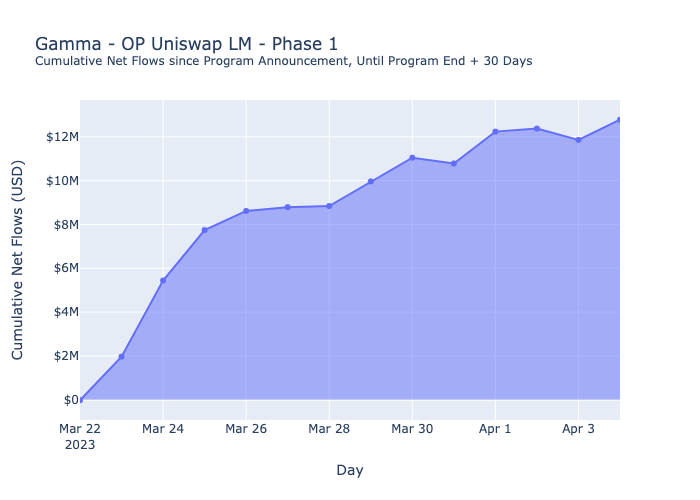 Gamma - OP Uniswap LM - Phase 1
Cumulative Net Flows since Program Announcement, Until Program End + 30 Days
Cumulative Net Flows (USD)
$12M
$10M
$8M
$6M
$4M
$2M
$0
Mar 22 Mar 24 Mar 26 Mar 28 Mar 30 Apr 1 Apr 3
2023
Day